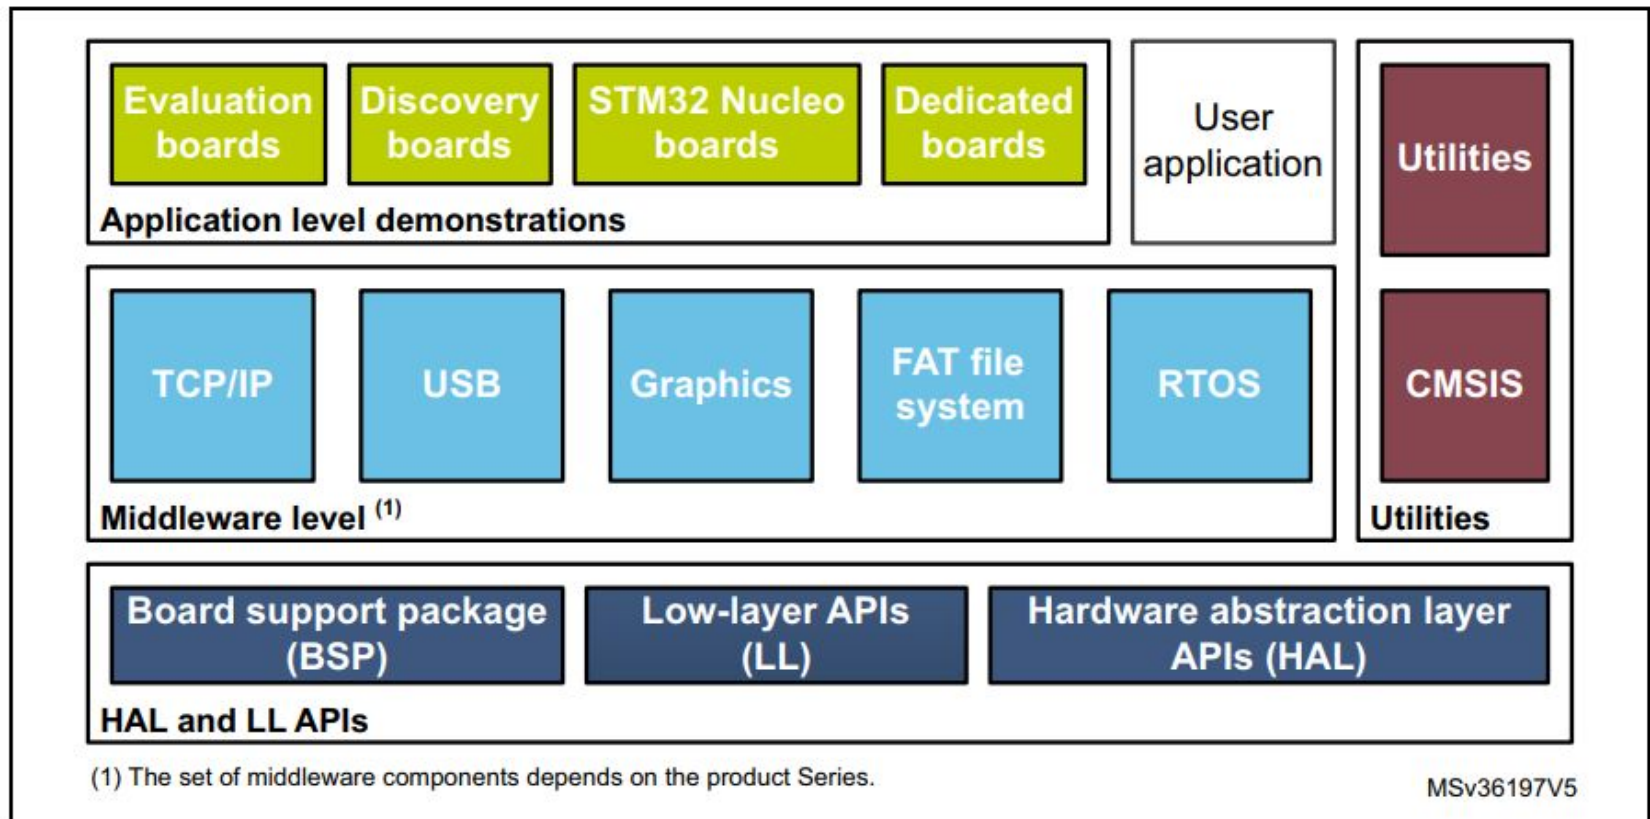 Evaluation
boards
Discovery
boards
STM32 Nucleo
boards
Dedicated
boards
Application level demonstrations
User
application
Utilities
TCP/IP
USB
Graphics
FAT file
system
RTOS
Middleware level (1)
CMSIS
Utilities
Board support package
(BSP)
Low-layer APIs
(LL)
Hardware abstraction layer
APIs (HAL)
HAL and LL APIs
(1) The set of middleware components depends on the product Series.
MSv36197V5